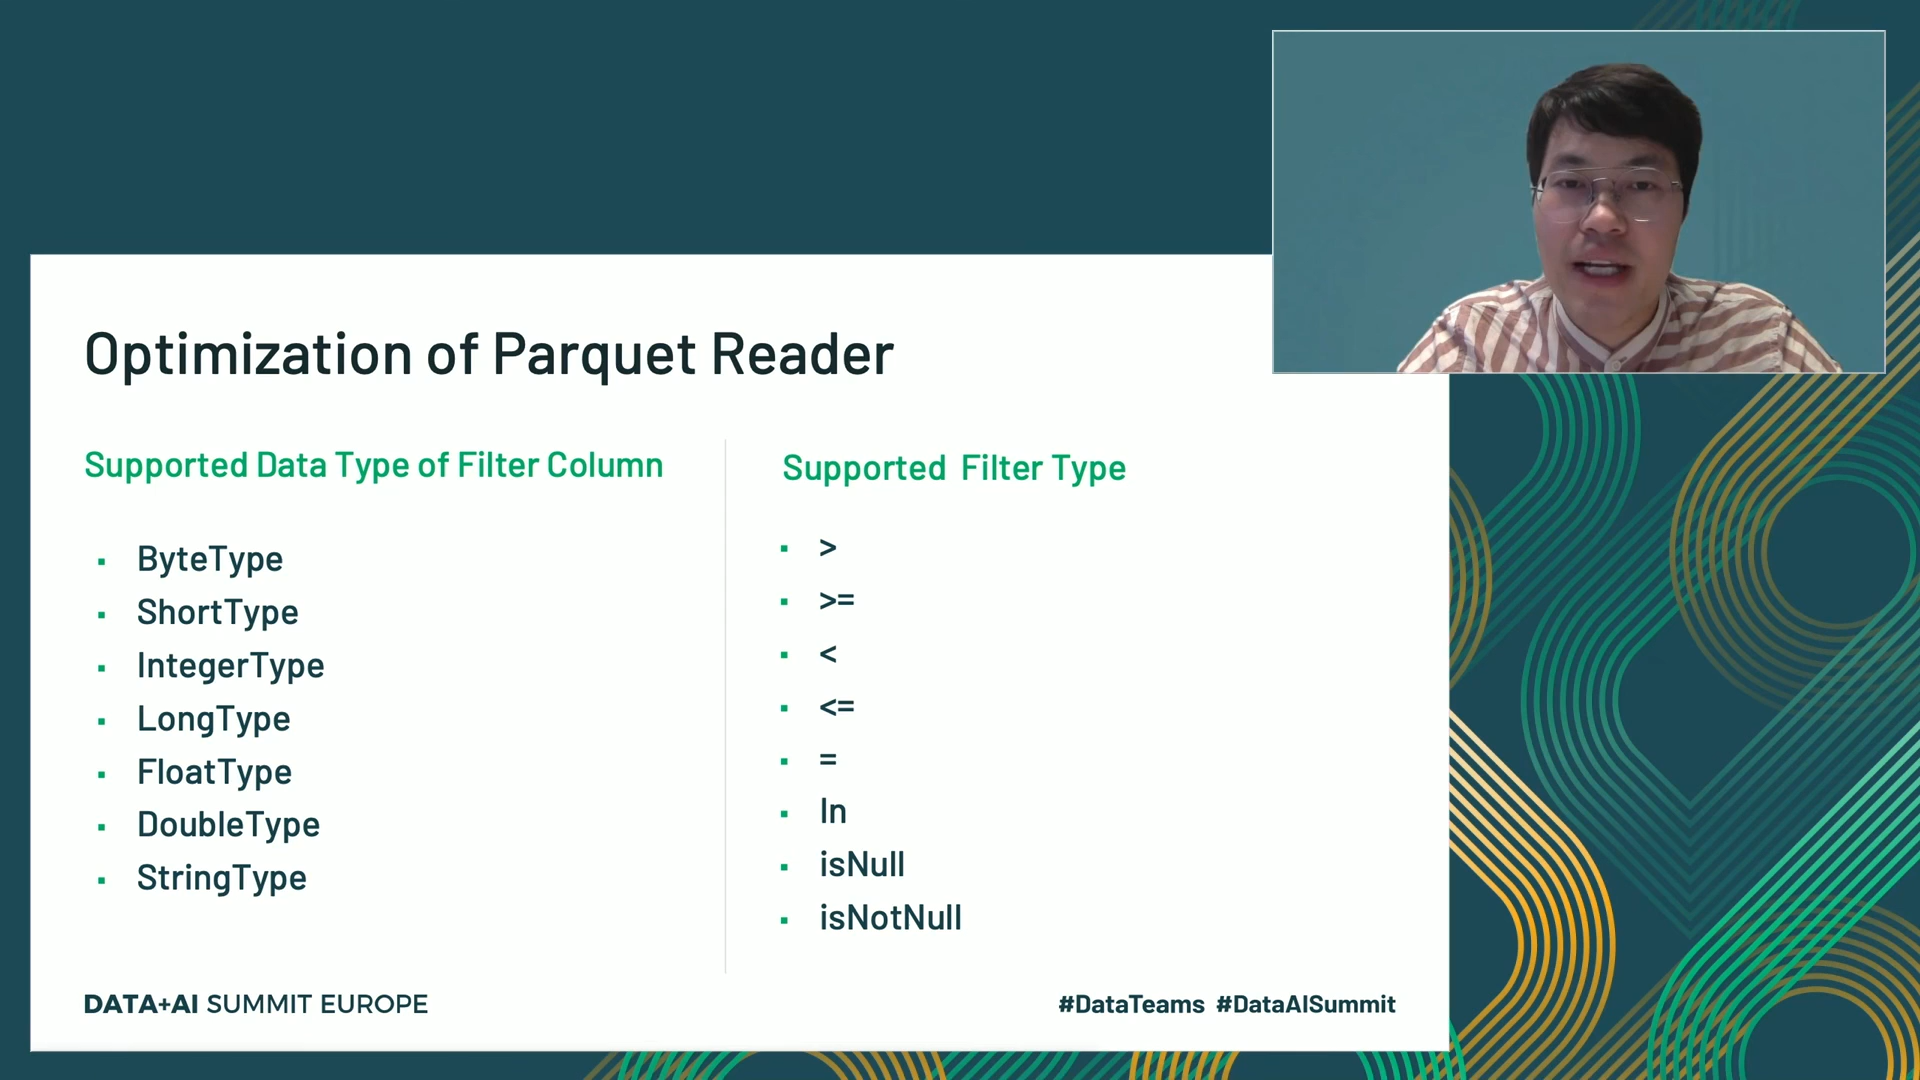 Optimization of Parquet Reader
Supported Data Type of Filter Column
ByteType
ShortType
IntegerType
LongType
FloatType
DoubleType
StringType
Supported Filter Type
>
>=
<
<=
=
In
isNull
isNotNull
DATA+AI SUMMIT EUROPE
#DataTeams #DataAISummit